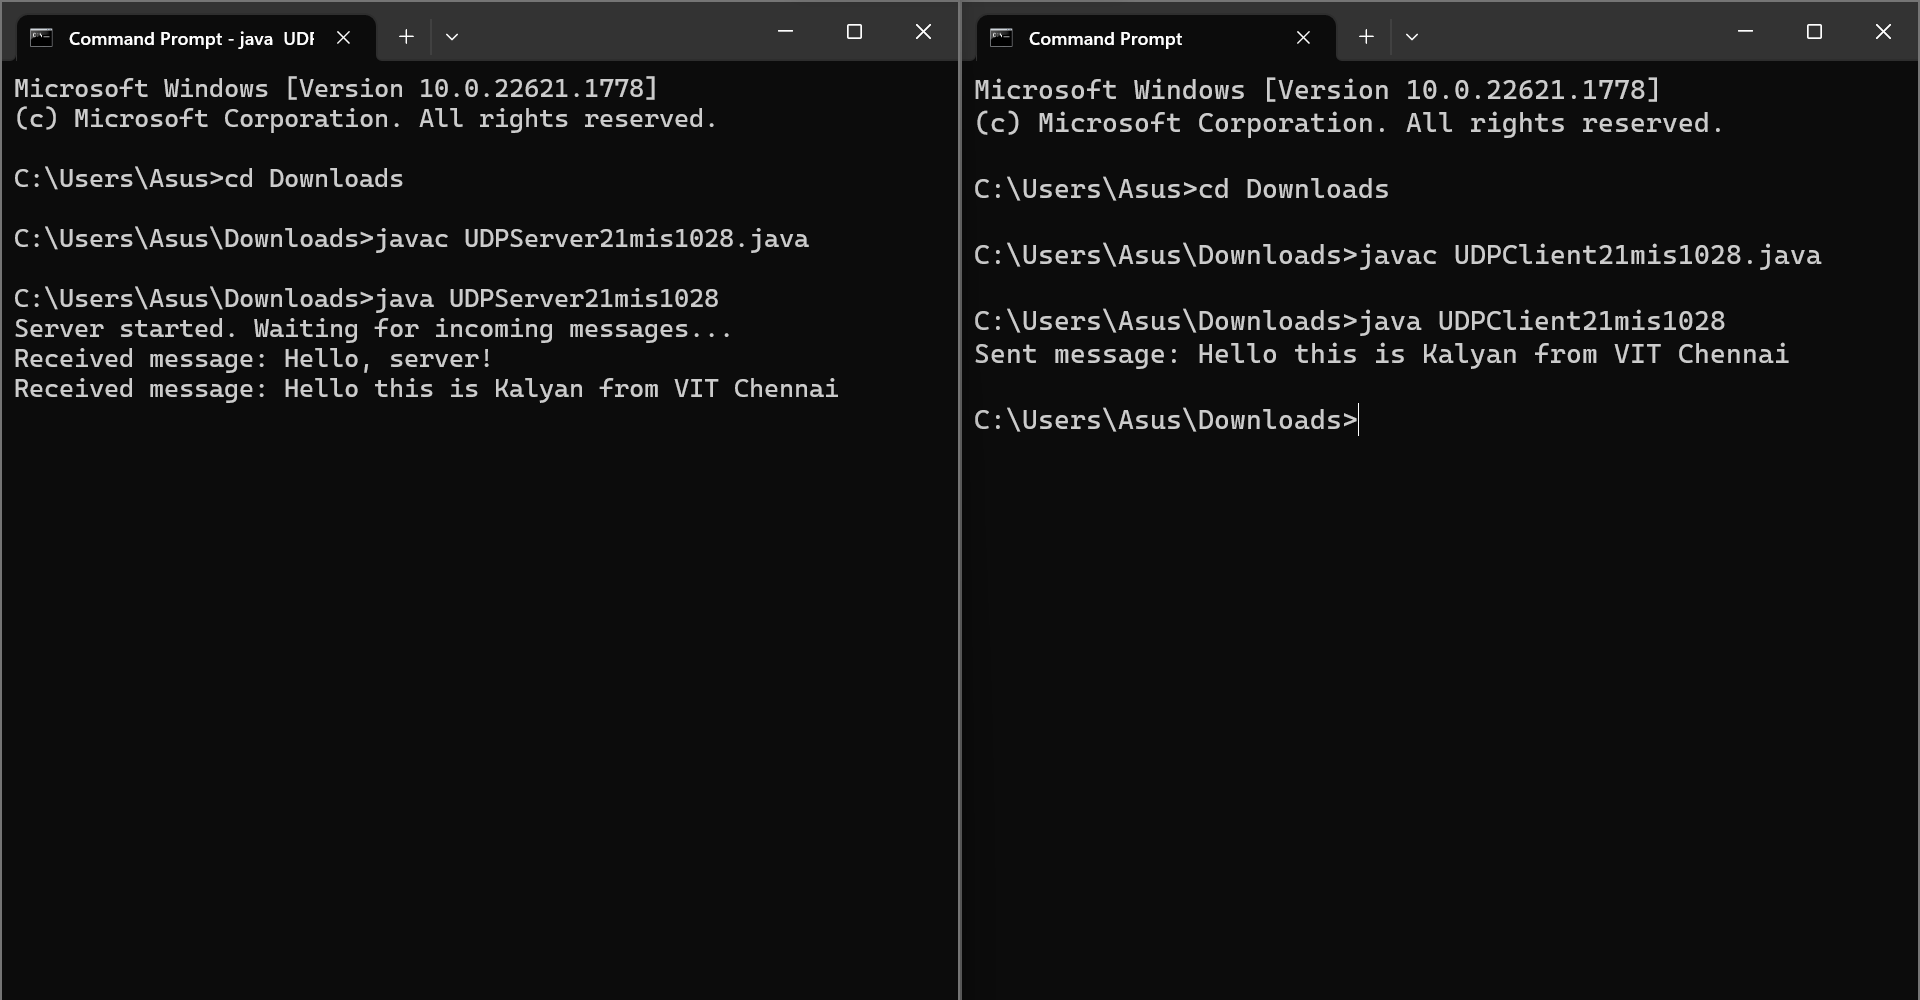 Command Prompt - java  UDP
Microsoft Windows [Version 10.0.22621.1778]
(c) Microsoft Corporation. All rights reserved.
C:\Users\Asus>cd Downloads
C:\Users\Asus\Downloads>javac UDPServer21mis1028.java
C:\Users\Asus\Downloads>java UDPServer21mis1028
Server started. Waiting for incoming messages...
Received message: Hello, server!
Received message: Hello this is Kalyan from VIT Chennai
Command Prompt
Microsoft Windows [Version 10.0.22621.1778]
(c) Microsoft Corporation. All rights reserved.
C:\Users\Asus>cd Downloads
C:\Users\Asus\Downloads>javac UDPClient21mis1028.java
C:\Users\Asus\Downloads>java UDPClient21mis1028
Sent message: Hello this is Kalyan from VIT Chennai
C:\Users\Asus\Downloads>